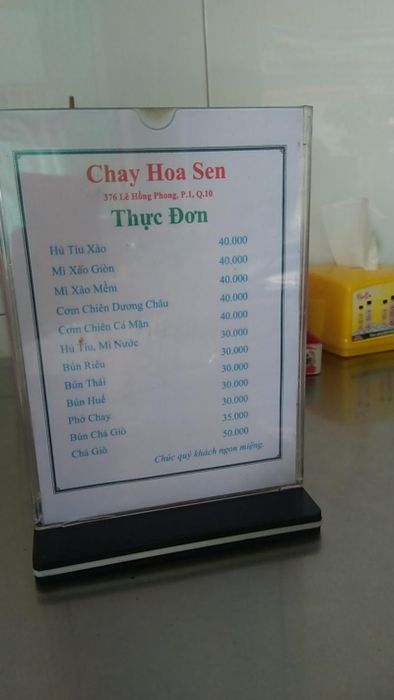 Chay Hoa Sen
376 Lê Hồng Phong, P.1, Q.10
Thực Đơn
Hủ Tíu Xào 40.000
Mì Xão Giòn 40.000
Mì Xào Mềm 40.000
Cơm Chiên Dương Châu 40.000
Cơm Chiên Cá Mặn 40.000
Hủ Tíu, Mì Nước 30.000
Bún Riêu 30.000
Bún Thái 30.000
Bún Huế 30.000
Phở Chay 30.000
Bún Chả Giò 35.000
Chả Giò 50.000
Chúc quý khách ngon miệng.